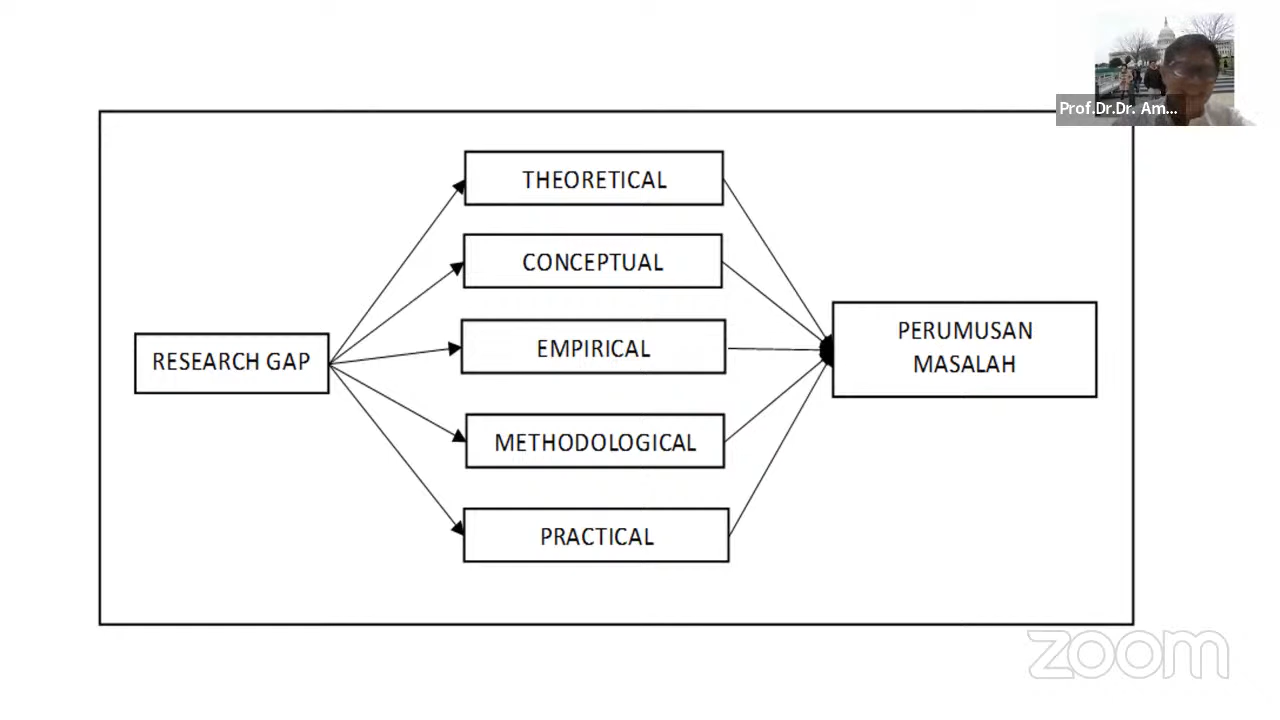 Prof.Dr.Dr. Am...
THEORETICAL
CONCEPTUAL
EMPIRICAL
METHODOLOGICAL
PRACTICAL
RESEARCH GAP
PERUMUSAN
MASALAH
zoom